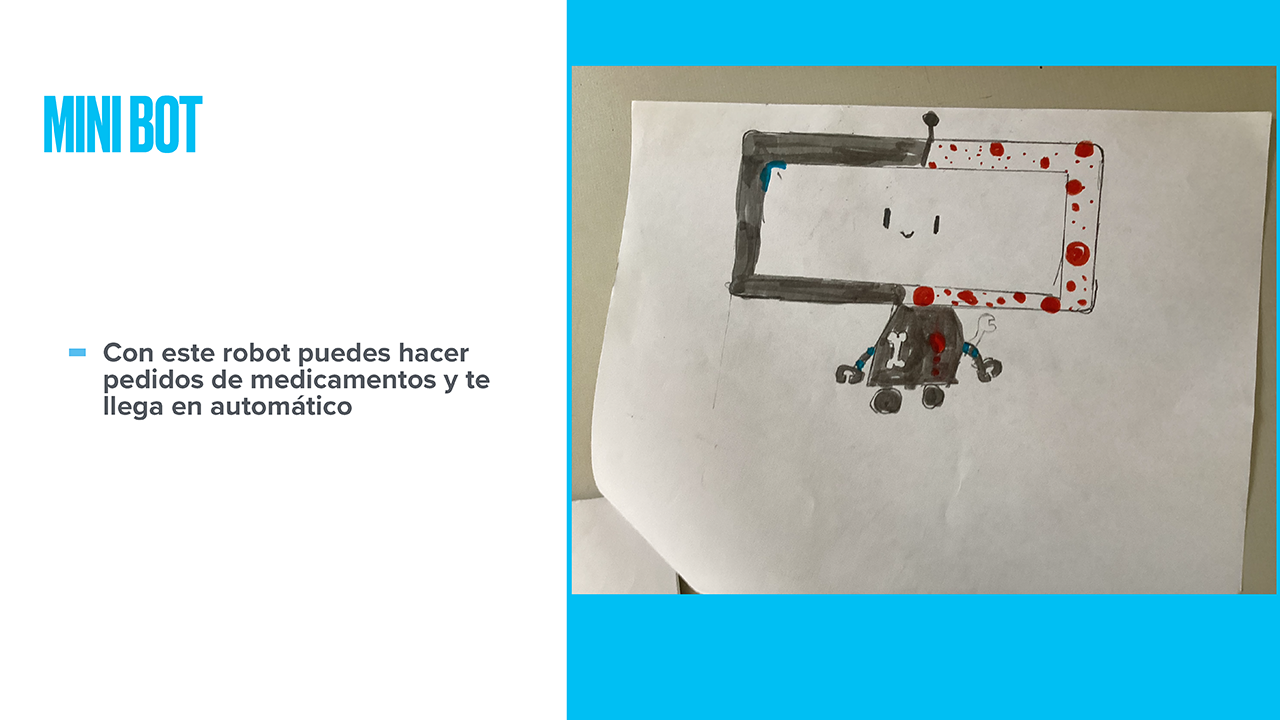 MINI BOT
Con este robot puedes hacer
pedidos de medicamentos y te
llega en automático